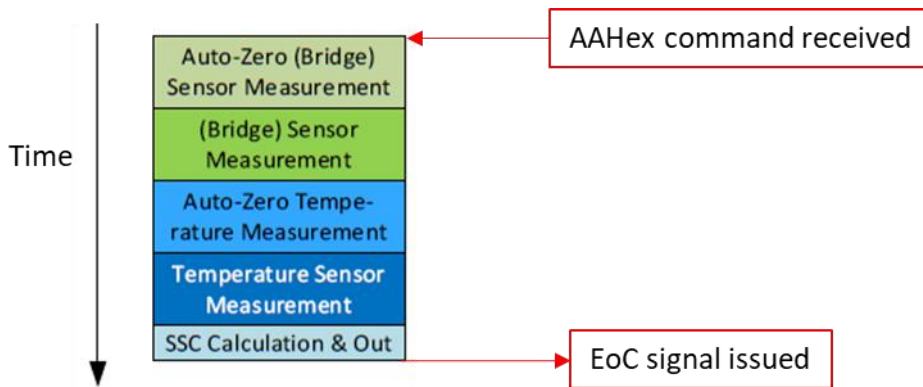 AAHex command received
Auto-Zero (Bridge)
Sensor Measurement
(Bridge) Sensor
Measurement
Time
Auto-Zero Tempe-
rature Measurement
Temperature Sensor
Measurement
SSC Calculation & Out
EoC signal issued